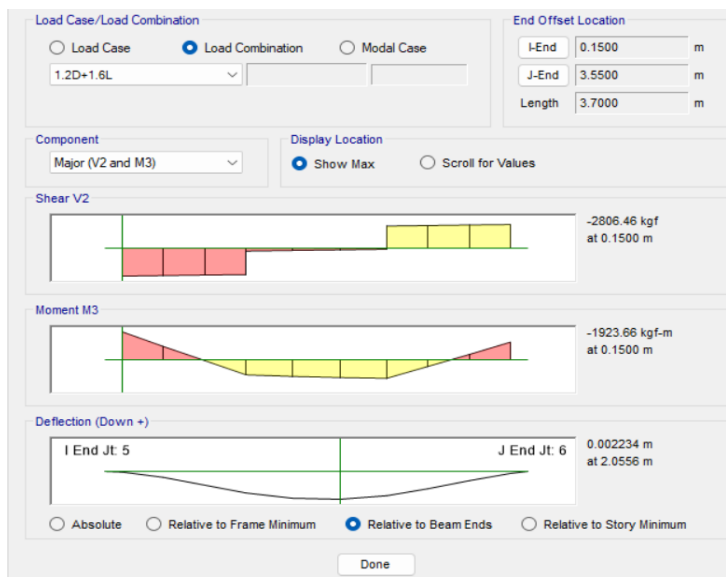 Load Case/Load Combination
Load Case
Load Combination
Modal Case
1.2D+1.6L
End Offset Location
I-End 0.1500 m
J-End 3.5500 m
Length 3.7000 m
Component
Major (V2 and M3)
Display Location
Show Max
Scroll for Values
Shear V2
-2806.46 kgf
at 0.1500 m
Moment M3
-1923.66 kgf-m
at 0.1500 m
Deflection (Down +)
I End Jt: 5
J End Jt: 6
0.002234 m
at 2.0556 m
Absolute
Relative to Frame Minimum
Relative to Beam Ends
Relative to Story Minimum
Done